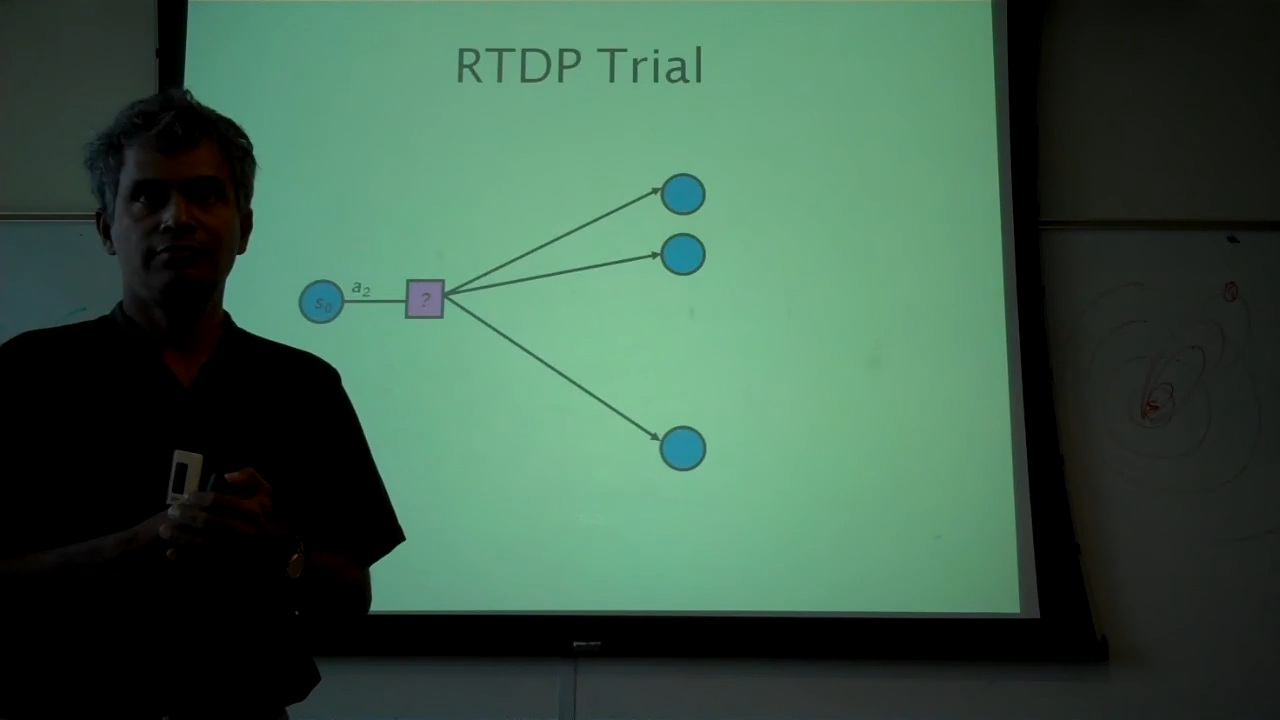 RTDP Trial
a₂
s₀
?